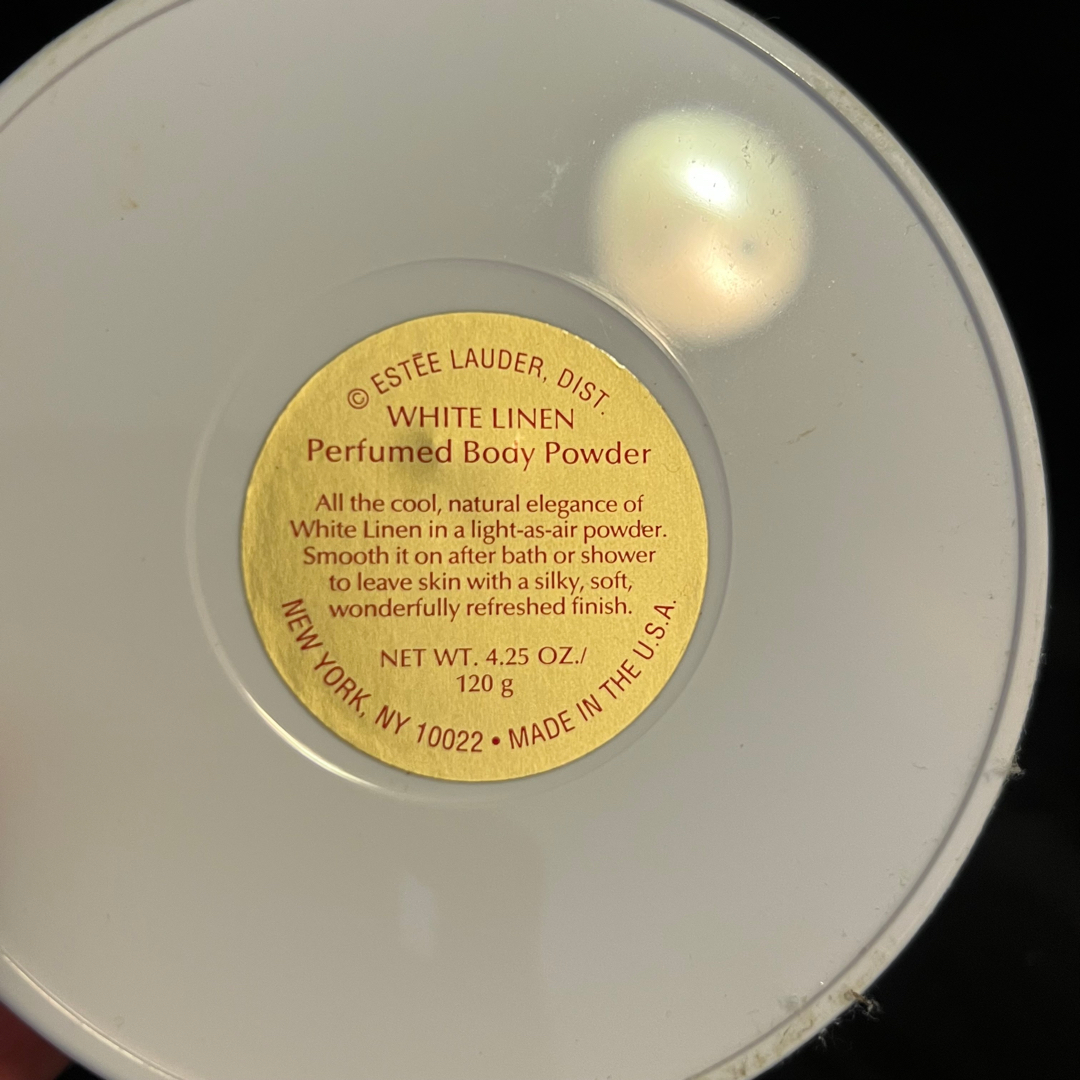 © ESTĒE LAUDER, DIST.
WHITE LINEN
Perfumed Body Powder
All the cool, natural elegance of
White Linen in a light-as-air powder.
Smooth it on after bath or shower
to leave skin with a silky, soft,
wonderfully refreshed finish.
NET WT. 4.25 OZ./
120 g
NEW YORK, NY 10022 • MADE IN THE U.S.A.